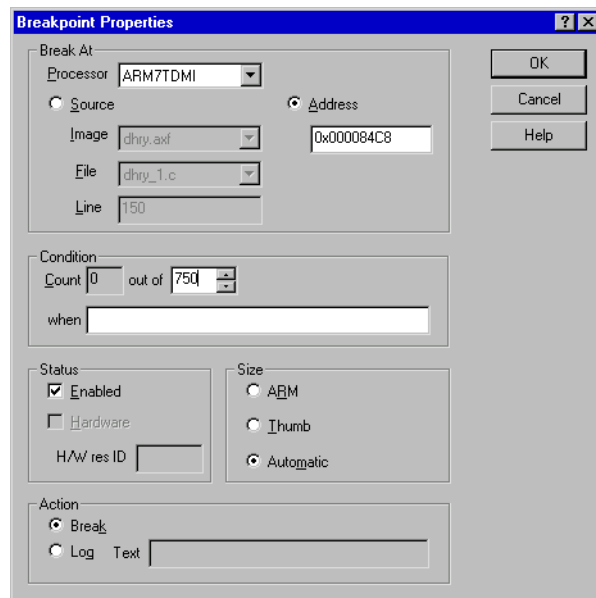 Breakpoint Properties
Break At
Processor ARM7TDMI
Source
Address
Image dhry.axf
0x000084C8
File dhry_1.c
Line 150
OK
Cancel
Help
Condition
Count 0 out of 750
when
Status
Enabled
Hardware
H/W res ID
Size
ARM
Thumb
Automatic
Action
Break
Log Text